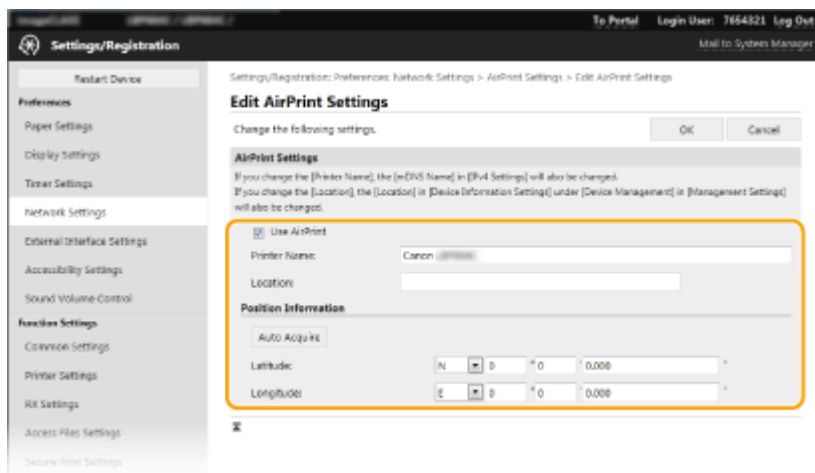 To Portal Login User: 7654321 Log Out
Settings/Registration
Mail to System Manager
Restart Device
Preferences
Paper Settings
Display Settings
Timer Settings
Network Settings
External Interface Settings
Accessibility Settings
Sound Volume Control
Function Settings
Common Settings
Printer Settings
RX Settings
Access Files Settings
Secure Print Settings
Settings/Registration: Preferences: Network Settings > AirPrint Settings > Edit AirPrint Settings
Edit AirPrint Settings
Change the following settings.
OK Cancel
AirPrint Settings
If you change the [Printer Name], the [mDNS Name] in [IPv4 Settings] will also be changed.
If you change the [Location], the [Location] in [Device Information Settings] under [Device Management] in [Management Settings]
will also be changed.
Use AirPrint
Printer Name: Canon
Location:
Position Information
Auto Acquire
Latitude: N 0 ° 0 ' 0.000 "
Longitude: E 0 ° 0 ' 0.000 "